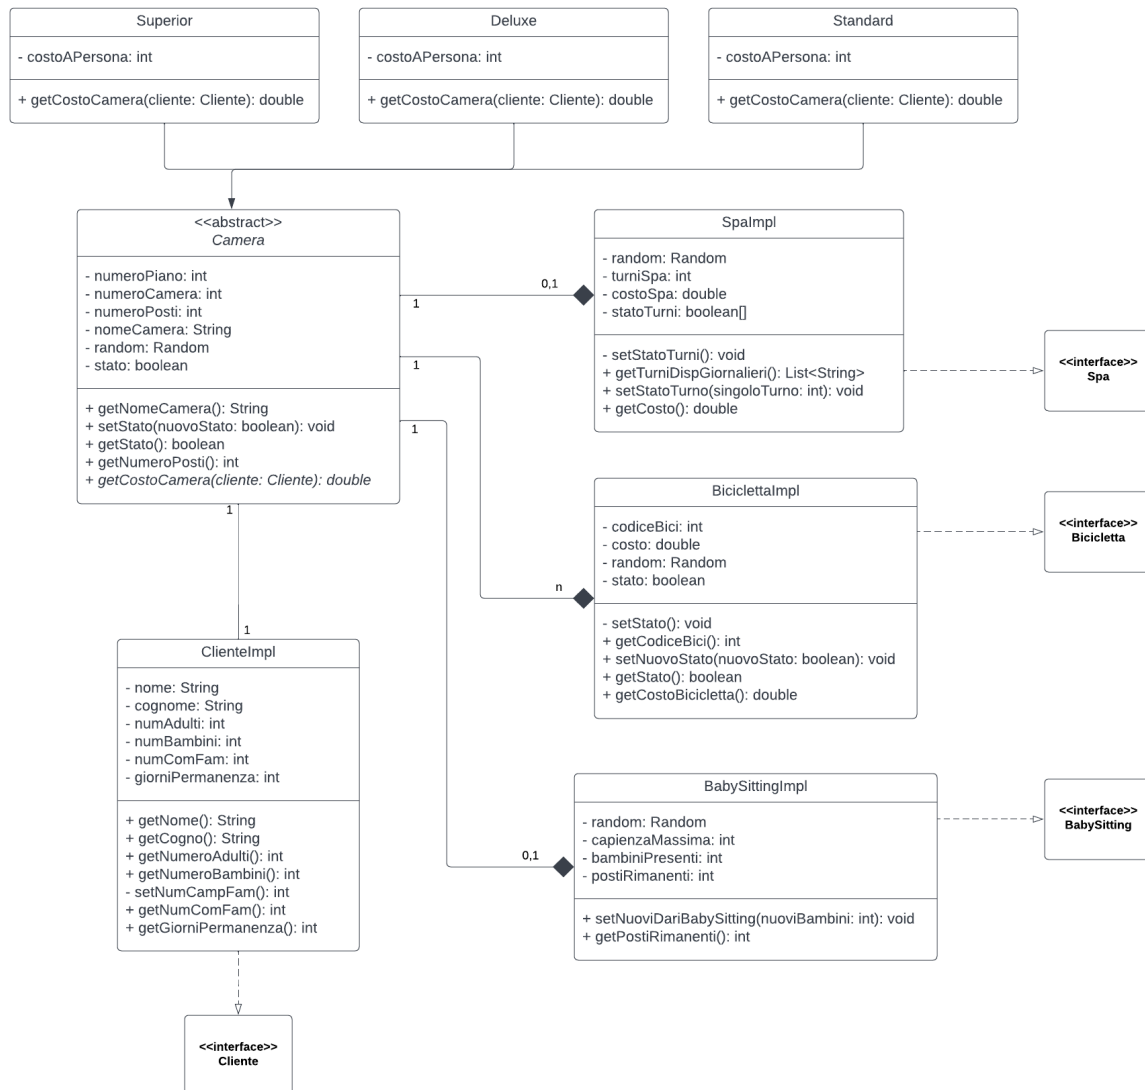 Superior
- costoAPersona: int
+ getCostoCamera(cliente: Cliente): double
Deluxe
- costoAPersona: int
+ getCostoCamera(cliente: Cliente): double
Standard
- costoAPersona: int
+ getCostoCamera(cliente: Cliente): double
<<abstract>>
Camera
- numeroPiano: int
- numeroCamera: int
- numeroPosti: int
- nomeCamera: String
- random: Random
- stato: boolean
+ getNomeCamera(): String
+ setStato(nuovoStato: boolean): void
+ getStato(): boolean
+ getNumeroPosti(): int
+ getCostoCamera(cliente: Cliente): double
1
0,1
SpaImpl
- random: Random
- turniSpa: int
- costoSpa: double
- statoTurni: boolean[]
- setStatoTurni(): void
+ getTurniDispGiornalieri(): List<String>
+ setStatoTurno(singoloTurno: int): void
+ getCosto(): double
<<interface>>
Spa
1
n
BiciclettaImpl
- codiceBici: int
- costo: double
- random: Random
- stato: boolean
- setStato(): void
+ getCodiceBici(): int
+ setNuovoStato(nuovoStato: boolean): void
+ getStato(): boolean
+ getCostoBicicletta(): double
<<interface>>
Bicicletta
1
0,1
BabySittingImpl
- random: Random
- capienzaMassima: int
- bambiniPresenti: int
- postiRimanenti: int
+ setNuoviDariBabySitting(nuoviBambini: int): void
+ getPostiRimanenti(): int
<<interface>>
BabySitting
1
1
ClienteImpl
- nome: String
- cognome: String
- numAdulti: int
- numBambini: int
- numComFam: int
- giorniPermanenza: int
+ getNome(): String
+ getCogno(): String
+ getNumeroAdulti(): int
+ getNumeroBambini(): int
- setNumCampFam(): int
+ getNumComFam(): int
+ getGiorniPermanenza(): int
<<interface>>
Cliente